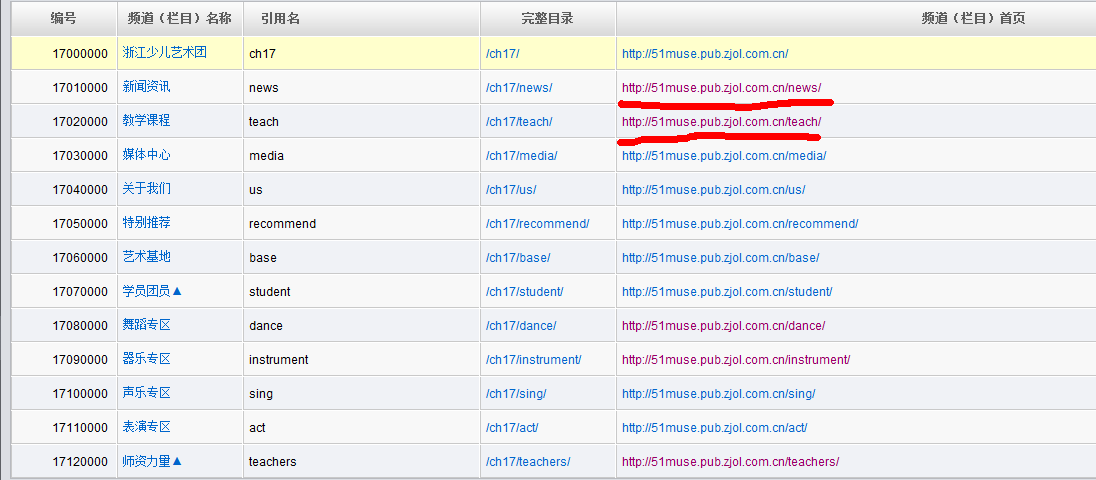 编号 频道（栏目）名称 引用名 完整目录 频道（栏目）首页
17000000 浙江少儿艺术团 ch17 /ch17/ http://51muse.pub.zjol.com.cn/
17010000 新闻资讯 news /ch17/news/ http://51muse.pub.zjol.com.cn/news/
17020000 教学课程 teach /ch17/teach/ http://51muse.pub.zjol.com.cn/teach/
17030000 媒体中心 media /ch17/media/ http://51muse.pub.zjol.com.cn/media/
17040000 关于我们 us /ch17/us/ http://51muse.pub.zjol.com.cn/us/
17050000 特别推荐 recommend /ch17/recommend/ http://51muse.pub.zjol.com.cn/recommend/
17060000 艺术基地 base /ch17/base/ http://51muse.pub.zjol.com.cn/base/
17070000 学员团员▲ student /ch17/student/ http://51muse.pub.zjol.com.cn/student/
17080000 舞蹈专区 dance /ch17/dance/ http://51muse.pub.zjol.com.cn/dance/
17090000 器乐专区 instrument /ch17/instrument/ http://51muse.pub.zjol.com.cn/instrument/
17100000 声乐专区 sing /ch17/sing/ http://51muse.pub.zjol.com.cn/sing/
17110000 表演专区 act /ch17/act/ http://51muse.pub.zjol.com.cn/act/
17120000 师资力量▲ teachers /ch17/teachers/ http://51muse.pub.zjol.com.cn/teachers/